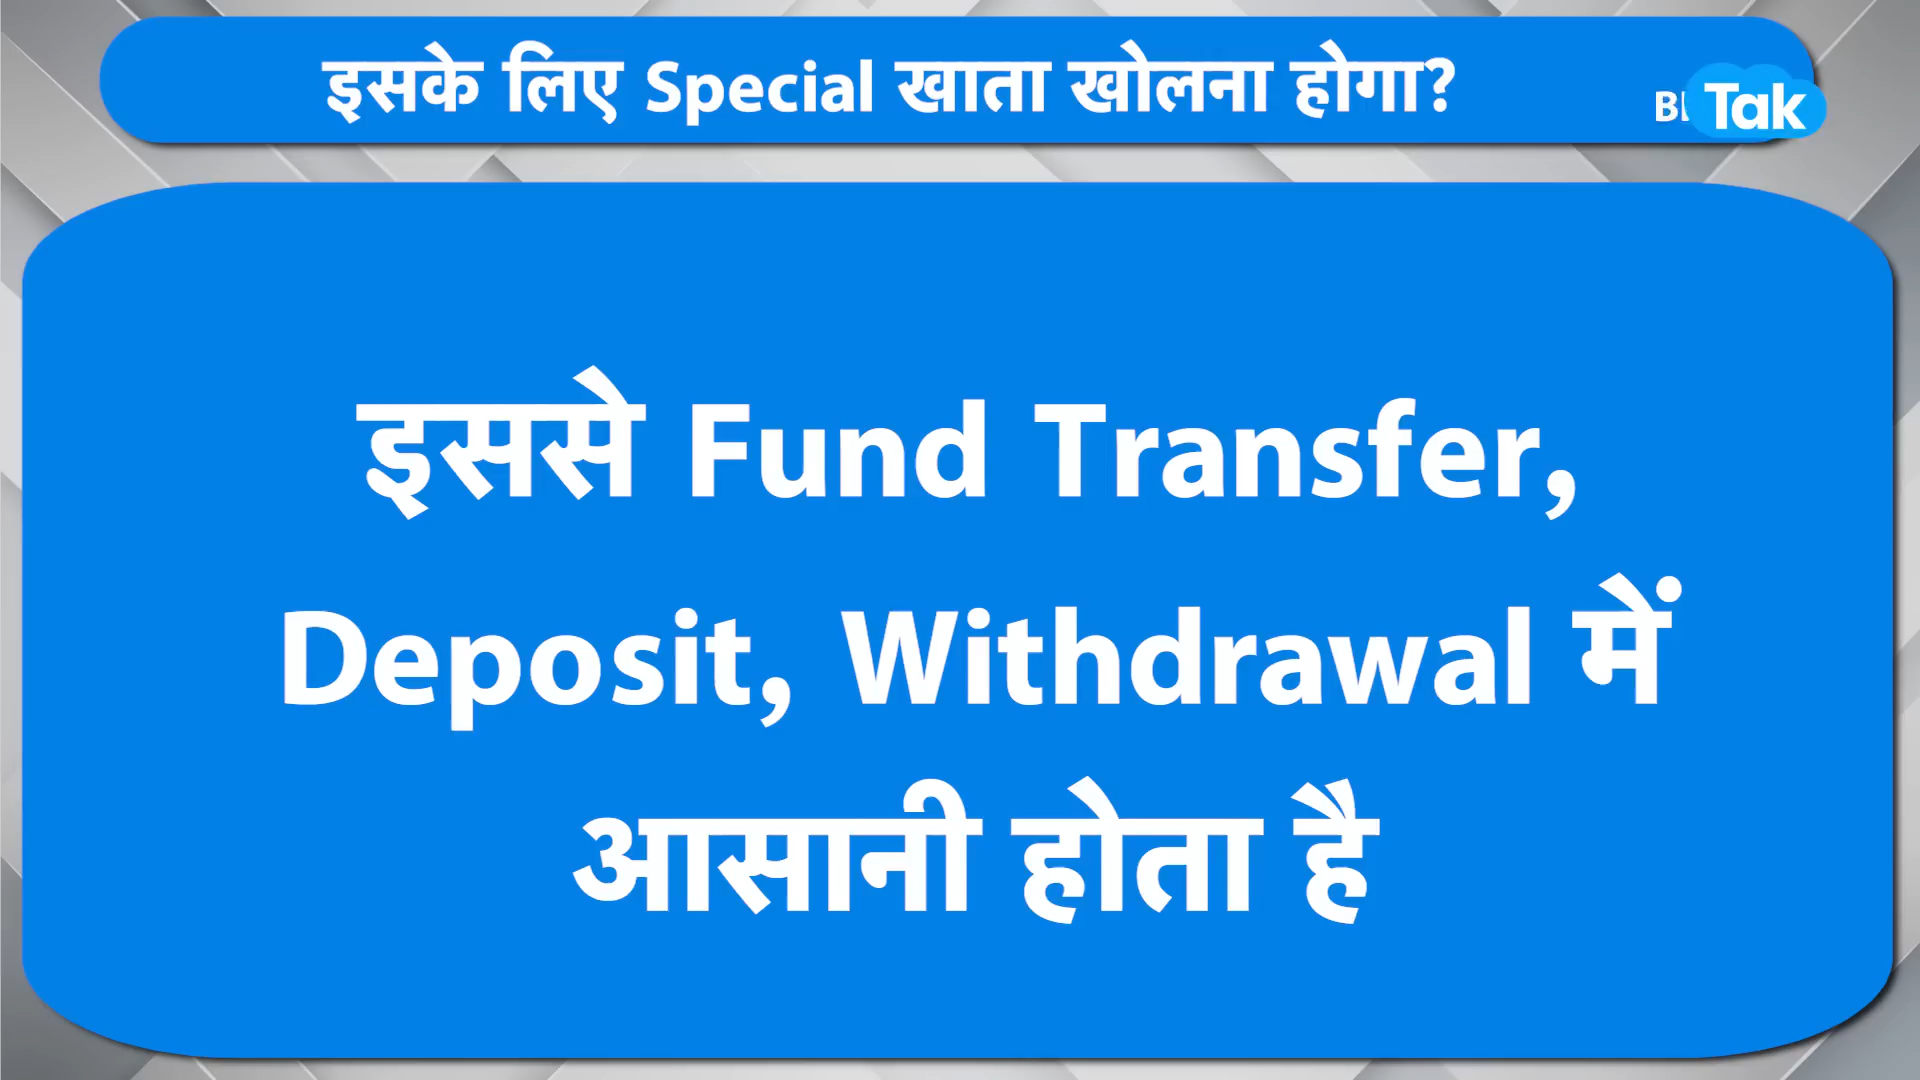 इसके लिए Special खाता खोलना होगा?
Tak
इससे Fund Transfer,
Deposit, Withdrawal में
आसानी होता है